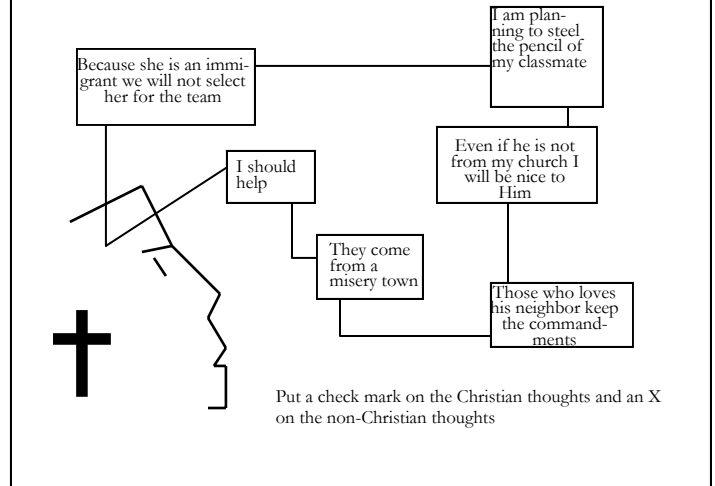 I am plan-
ning to steel
the pencil of
my classmate
Because she is an immi-
grant we will not select
her for the team
Even if he is not
from my church I
will be nice to
Him
I should
help
They come
from a
misery town
Those who loves
his neighbor keep
the command-
ments
Put a check mark on the Christian thoughts and an X
on the non-Christian thoughts